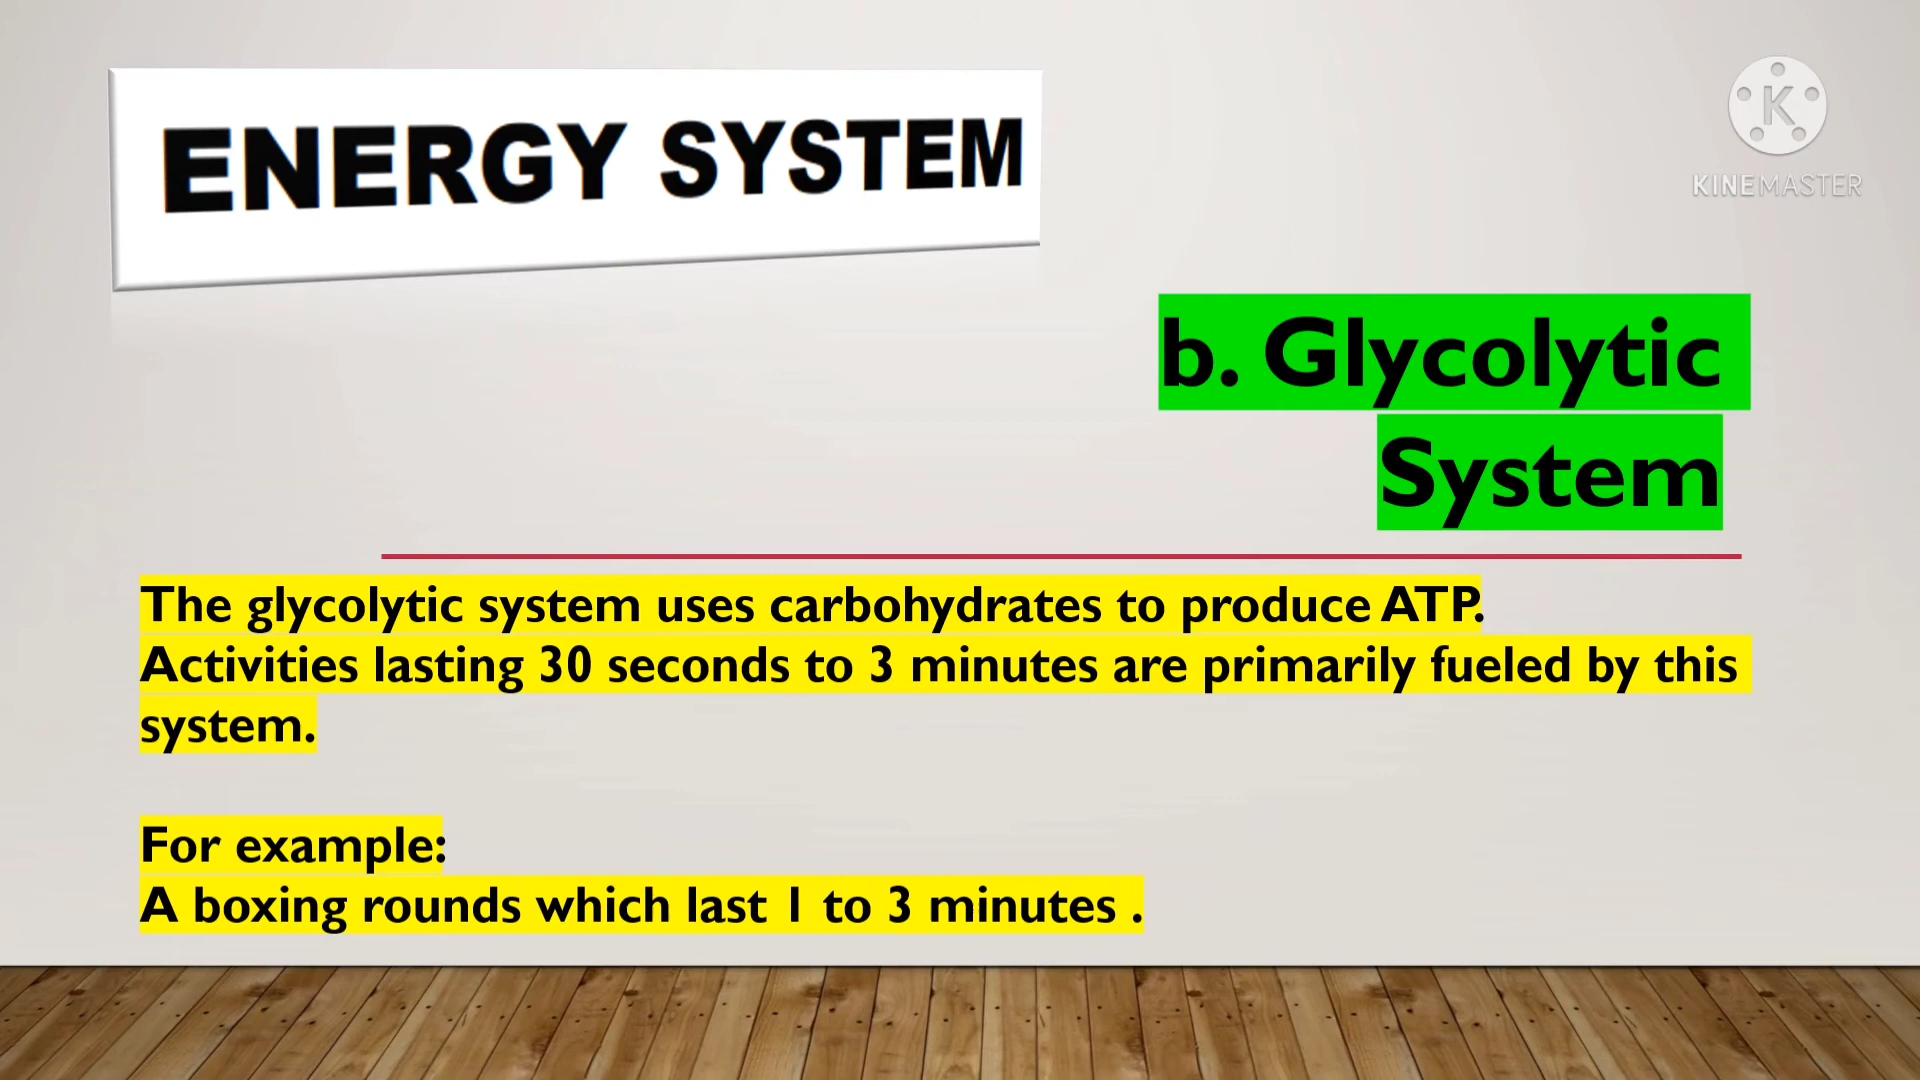 ENERGY SYSTEM
K
KINEMASTER
b. Glycolytic
System
The glycolytic system uses carbohydrates to produce ATP.
Activities lasting 30 seconds to 3 minutes are primarily fueled by this
system.
For example:
A boxing rounds which last 1 to 3 minutes .